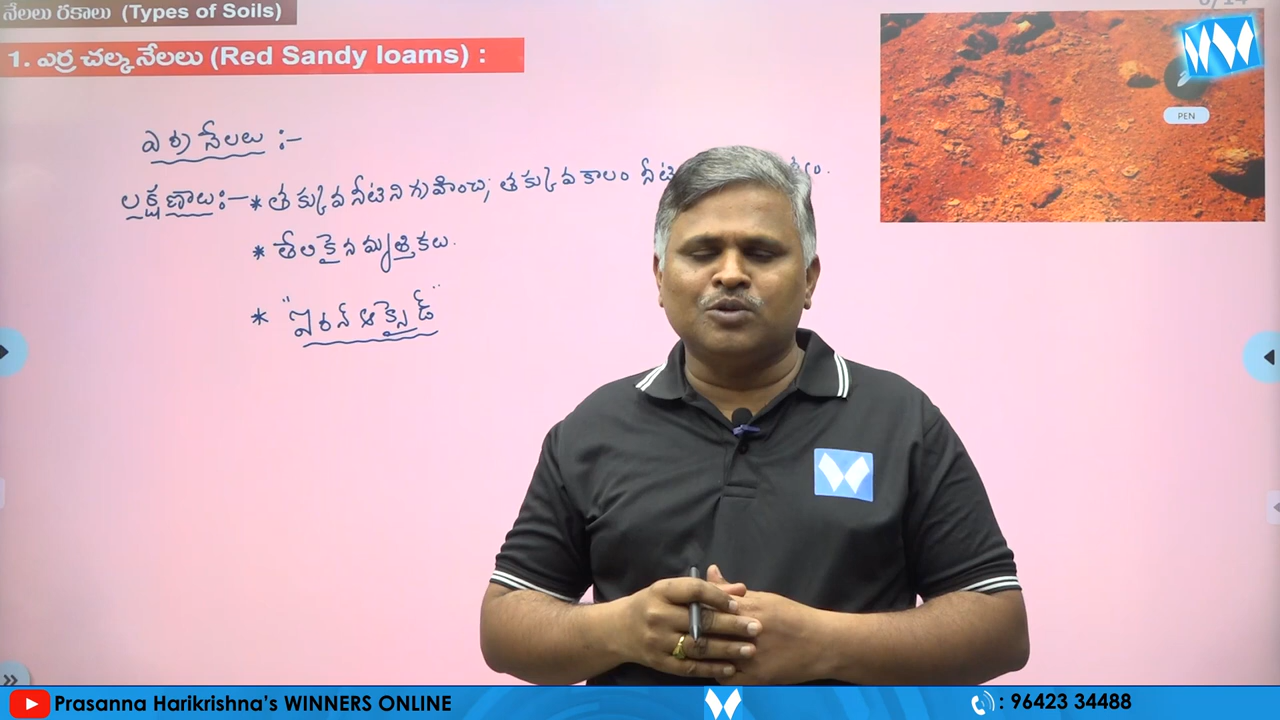 నేలలు రకాలు (Types of Soils)
1. ఎర్ర చల్క నేలలు (Red Sandy loams) :
PEN
ఎర్ర నేలలు :-
లక్షణాలు :- * తక్కువ నీటిని గ్రహించి; తక్కువ కాలం నీటి
* తేలికైన మృత్తికలు.
* "ఐరన్ ఆక్సైడ్"
Prasanna Harikrishna's WINNERS ONLINE
: 96423 34488